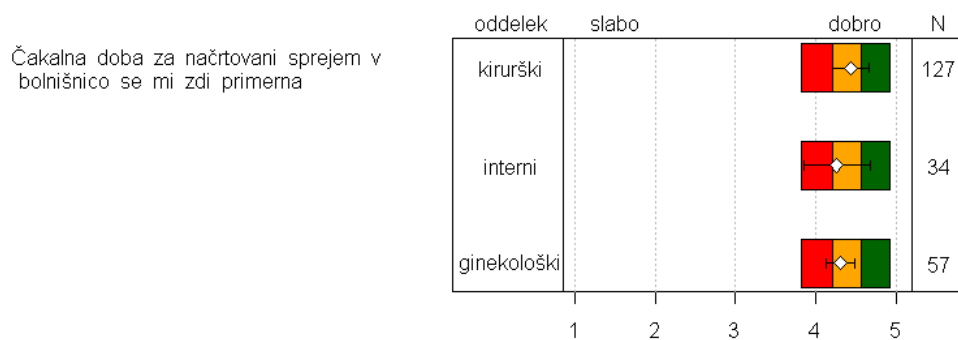 oddelek slabo dobro N
Čakalna doba za načrtovani sprejem v
bolnišnico se mi zdi primerna
kirurški 127
interni 34
ginekološki 57
1 2 3 4 5